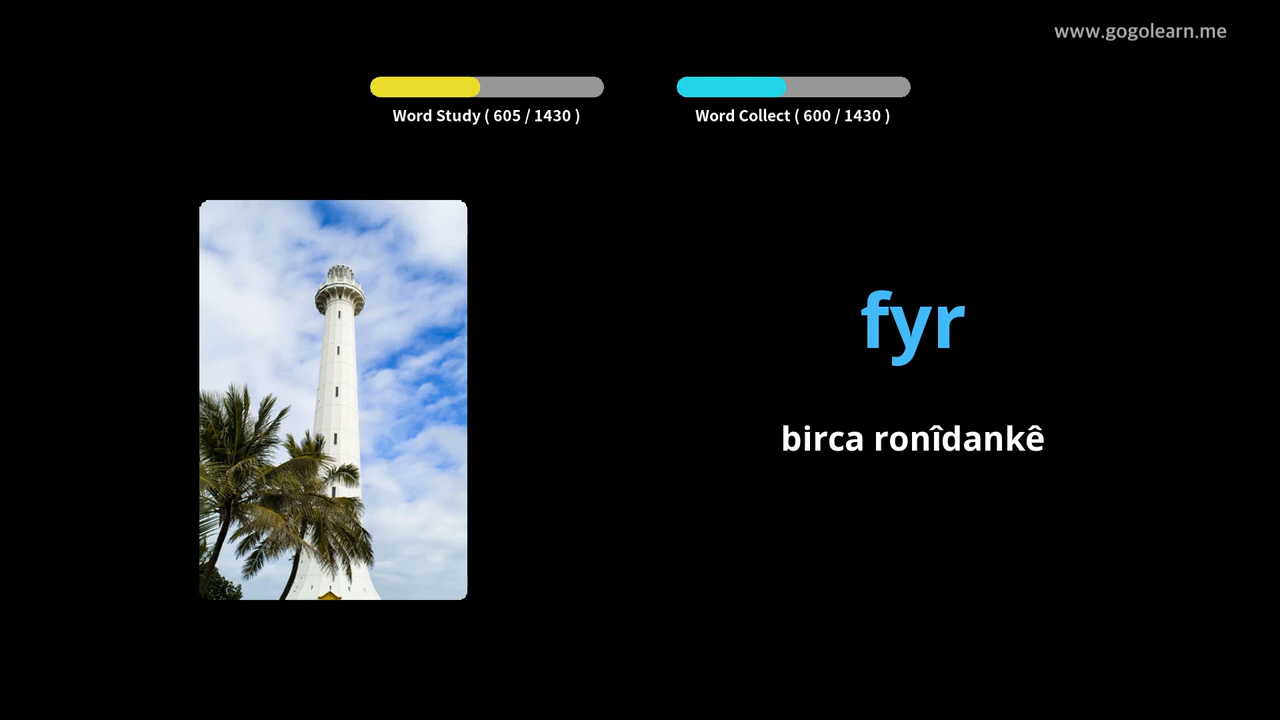 www.gogolearn.me
Word Study ( 605 / 1430 )
Word Collect ( 600 / 1430 )
fyr
birca ronîdankê